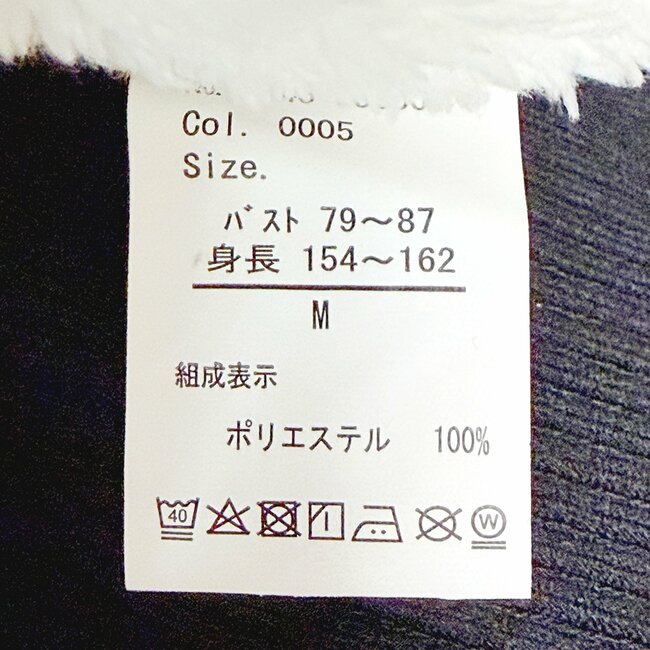 Col. 0005
Size.
バスト 79～87
身長 154～162
M
組成表示
ポリエステル 100%
40
W